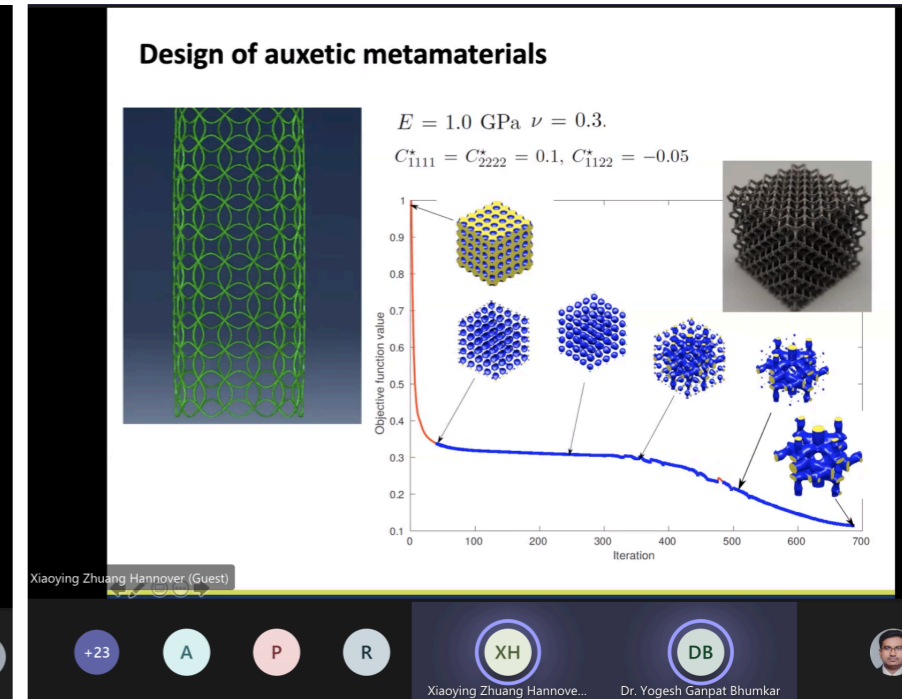 Design of auxetic metamaterials
E = 1.0 GPa ν = 0.3.
C⋆1111 = C⋆2222 = 0.1, C⋆1122 = −0.05
Objective function value
1
0.9
0.8
0.7
0.6
0.5
0.4
0.3
0.2
0.1
0 100 200 300 400 500 600 700
Iteration
Xiaoying Zhuang Hannover (Guest)
+23 A P R XH DB
Xiaoying Zhuang Hannove... Dr. Yogesh Ganpat Bhumkar